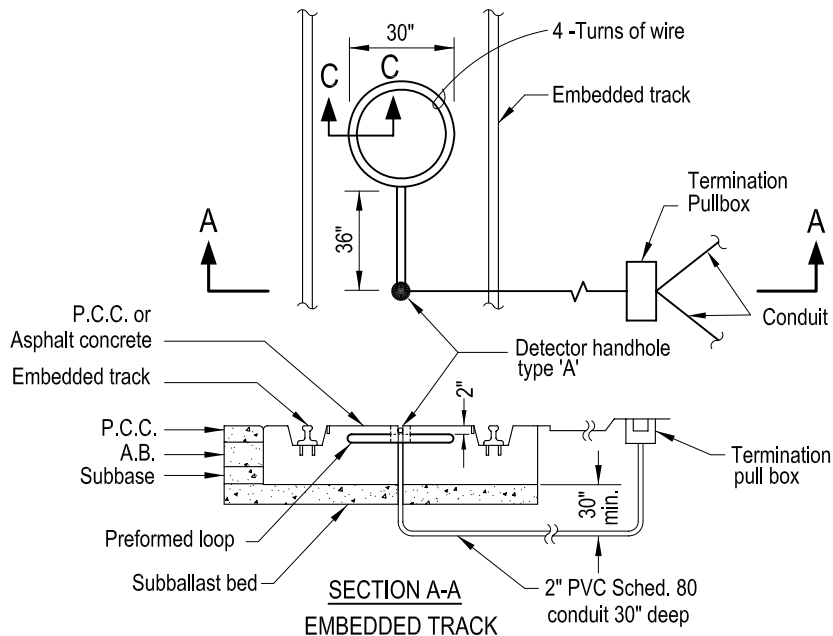 30"
4 -Turns of wire
C
C
Embedded track
Termination
Pullbox
A
A
36"
P.C.C. or
Asphalt concrete
Conduit
Detector handhole
type 'A'
Embedded track
2"
P.C.C.
A.B.
Subbase
Termination
pull box
30"
min.
Preformed loop
Subballast bed
2" PVC Sched. 80
conduit 30" deep
SECTION A-A
EMBEDDED TRACK